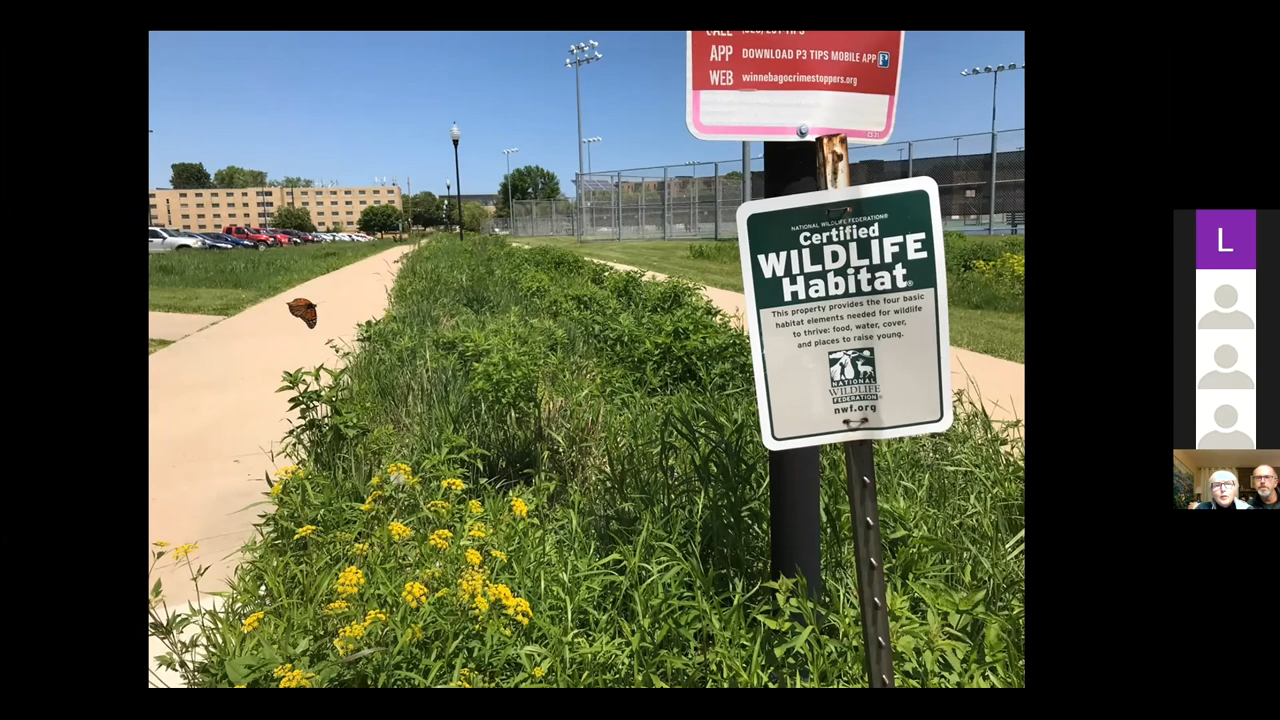 APP DOWNLOAD P3 TIPS MOBILE APP P
WEB winnebagocrimestoppers.org
NATIONAL WILDLIFE FEDERATION®
Certified
WILDLIFE
Habitat®
This property provides the four basic
habitat elements needed for wildlife
to thrive: food, water, cover,
and places to raise young.
NATIONAL
WILDLIFE
FEDERATION®
nwf.org
L